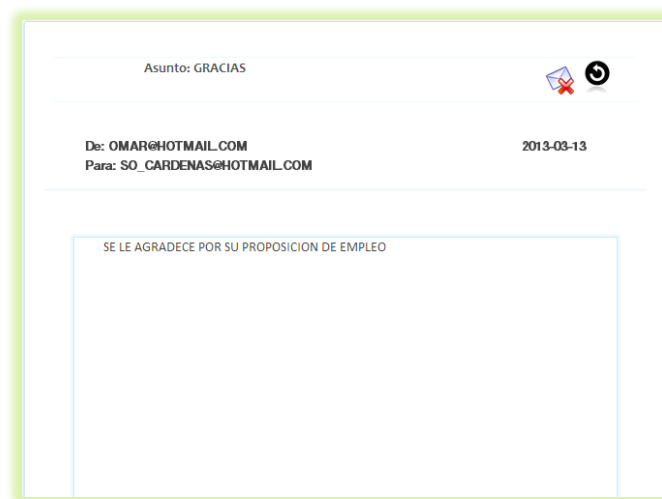 Asunto: GRACIAS
De: OMAR@HOTMAIL.COM 2013-03-13
Para: SO_CARDENAS@HOTMAIL.COM
SE LE AGRADECE POR SU PROPOSICION DE EMPLEO